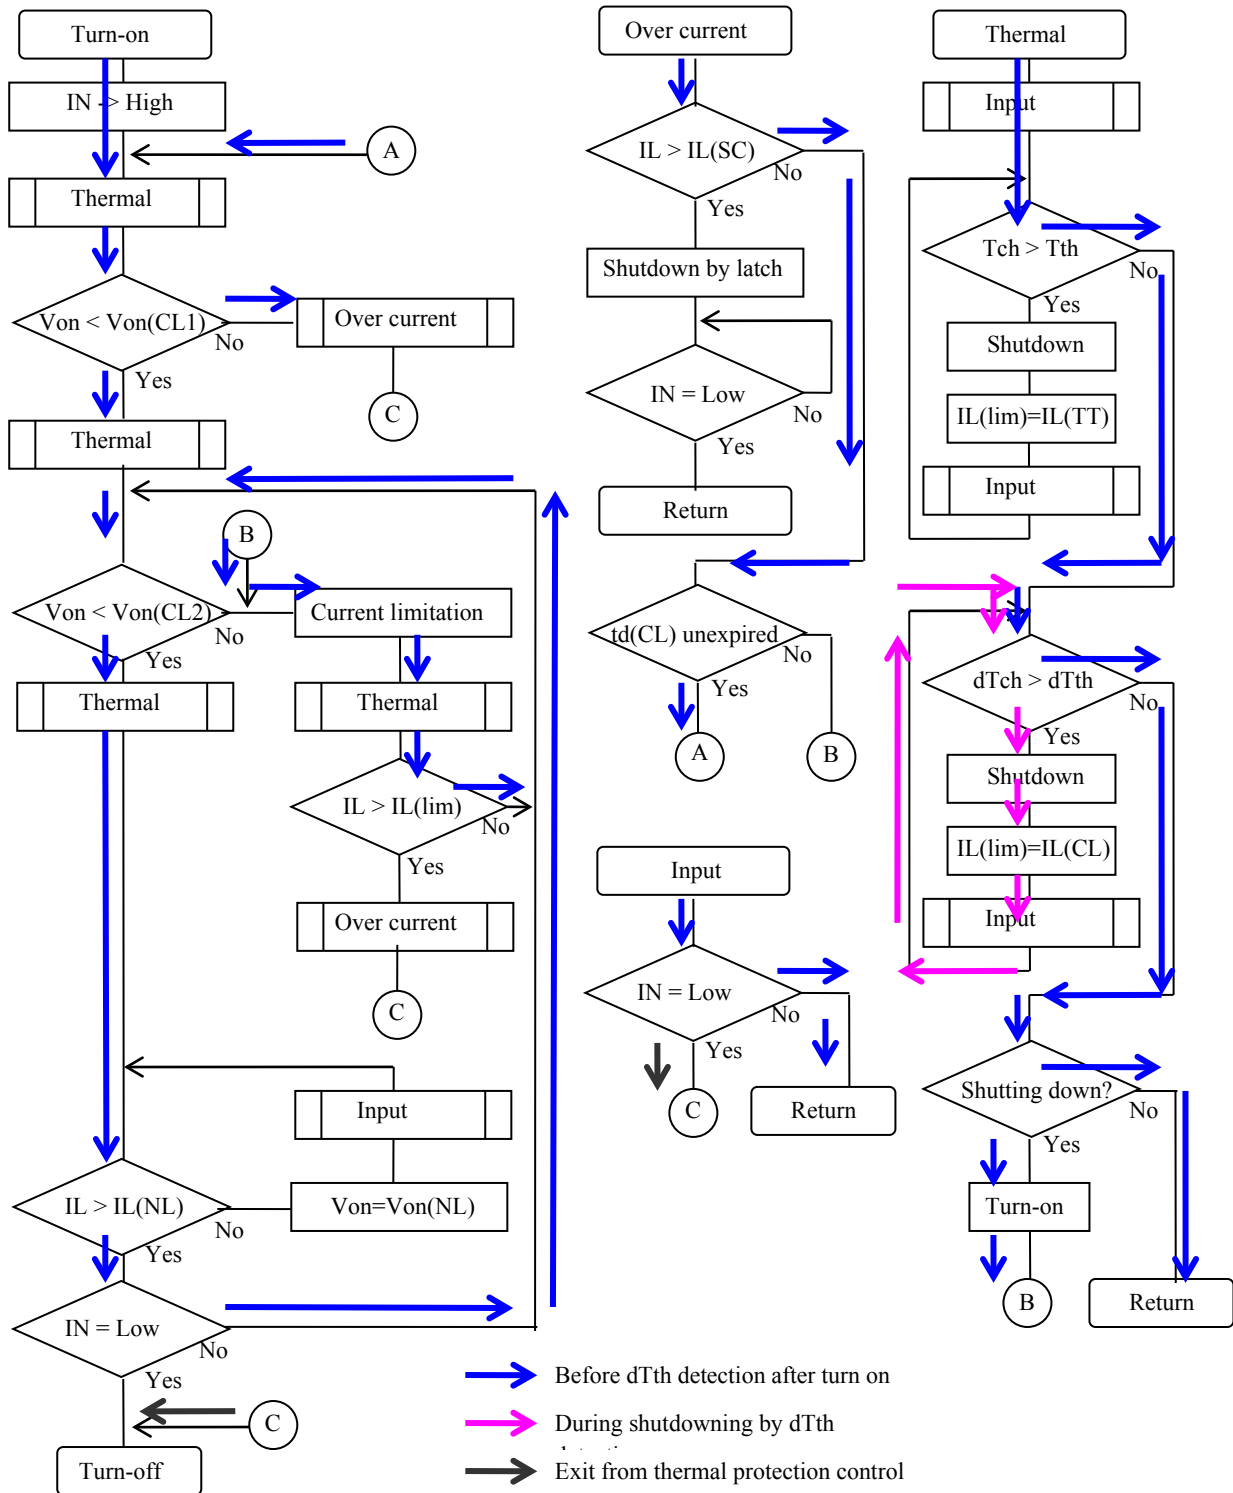 Turn-on
IN -> High
A
Thermal
Von < Von(CL1)
No
Yes
Over current
C
Thermal
B
Von < Von(CL2)
No
Yes
Current limitation
Thermal
Thermal
IL > IL(lim)
No
Yes
Over current
C
Input
Von=Von(NL)
IL > IL(NL)
No
Yes
IN = Low
No
Yes
C
Turn-off
Over current
IL > IL(SC)
No
Yes
Shutdown by latch
IN = Low
No
Yes
Return
td(CL) unexpired
No
Yes
A
B
Input
IN = Low
No
Yes
C
Return
Thermal
Input
Tch > Tth
No
Yes
Shutdown
IL(lim)=IL(TT)
Input
dTch > dTth
No
Yes
Shutdown
IL(lim)=IL(CL)
Input
Shutting down?
No
Yes
Turn-on
B
Return
Before dTth detection after turn on
During shutdowning by dTth
Exit from thermal protection control